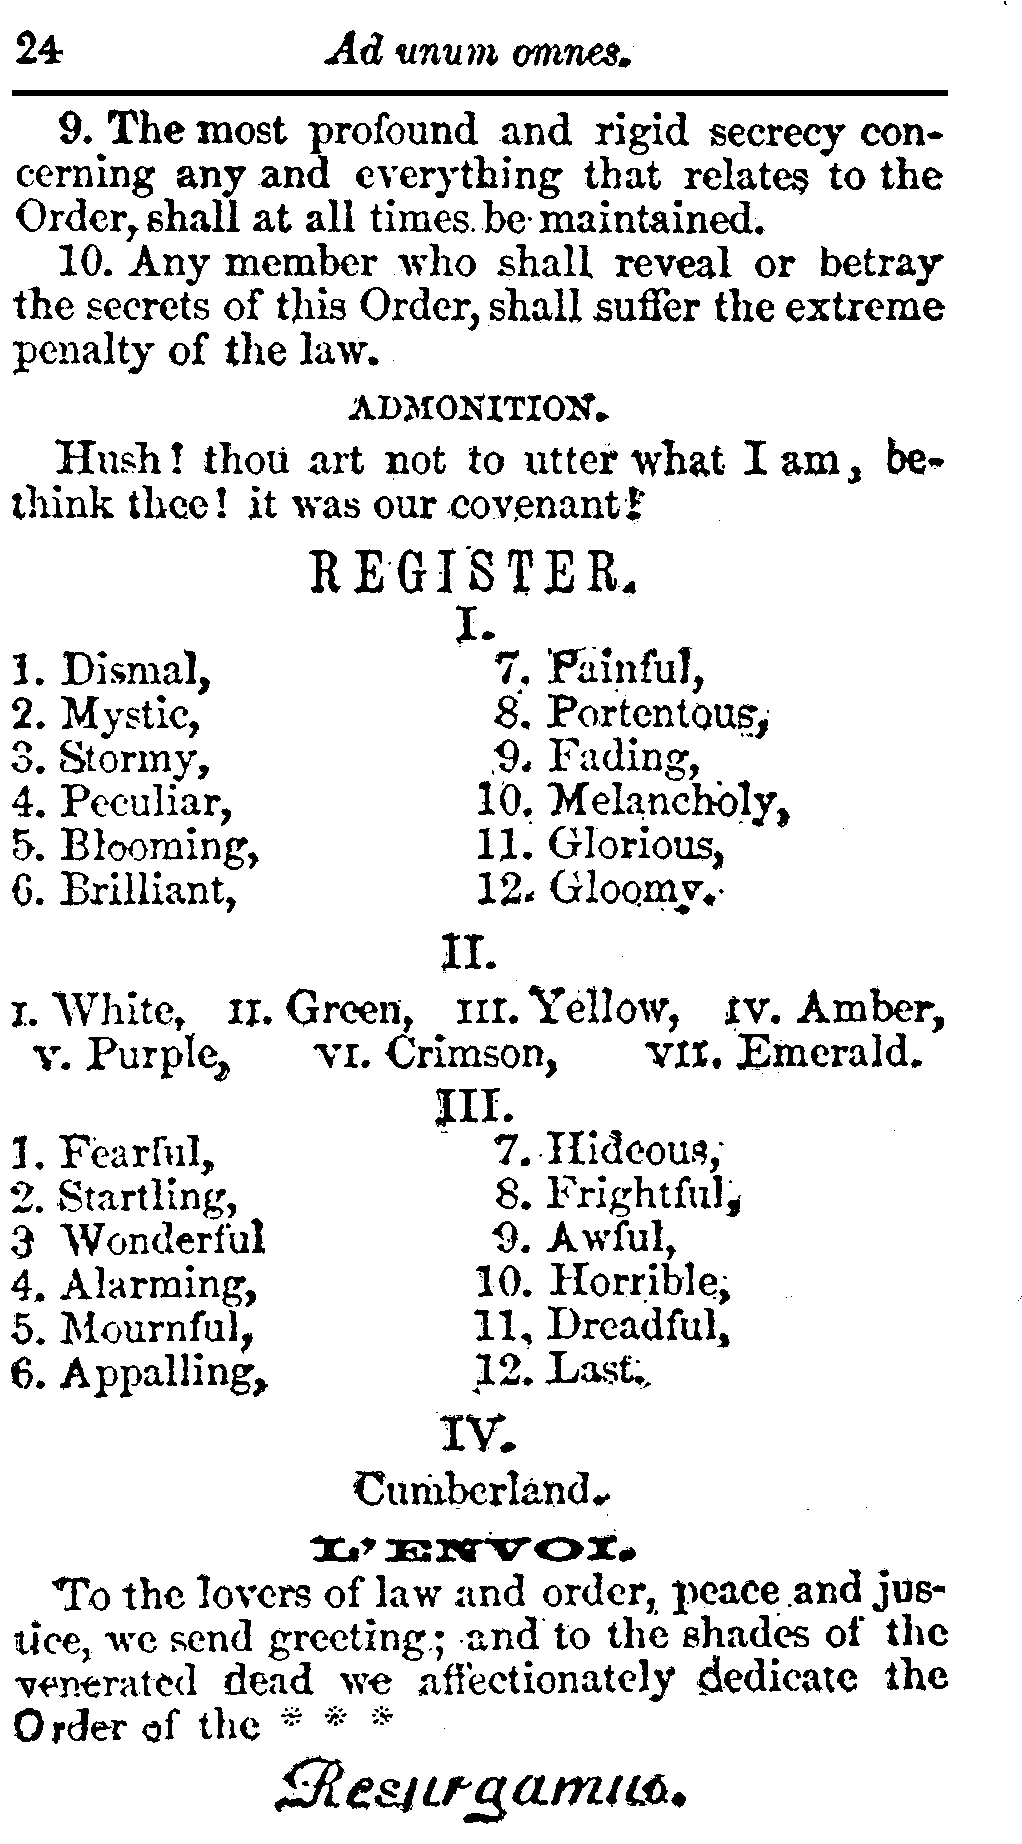 24 Ad unum omnes.
9. The most profound and rigid secrecy con-
cerning any and everything that relates to the
Order, shall at all times be maintained.
10. Any member who shall reveal or betray
the secrets of this Order, shall suffer the extreme
penalty of the law.
ADMONITION.
Hush! thou art not to utter what I am, be-
think thee! it was our covenant!
REGISTER.
I.
1. Dismal, 7. Painful,
2. Mystic, 8. Portentous,
3. Stormy, 9. Fading,
4. Peculiar, 10. Melancholy,
5. Blooming, 11. Glorious,
6. Brilliant, 12. Gloomy.
II.
I. White, II. Green, III. Yellow, IV. Amber,
V. Purple, VI. Crimson, VII. Emerald.
III.
1. Fearful, 7. Hideous,
2. Startling, 8. Frightful,
3 Wonderful 9. Awful,
4. Alarming, 10. Horrible,
5. Mournful, 11, Dreadful,
6. Appalling, 12. Last.
IV.
Cumberland.
L'ENVOI.
To the lovers of law and order, peace and jus-
tice, we send greeting; and to the shades of the
venerated dead we affectionately dedicate the
Order of the * * *
Resurgamus.